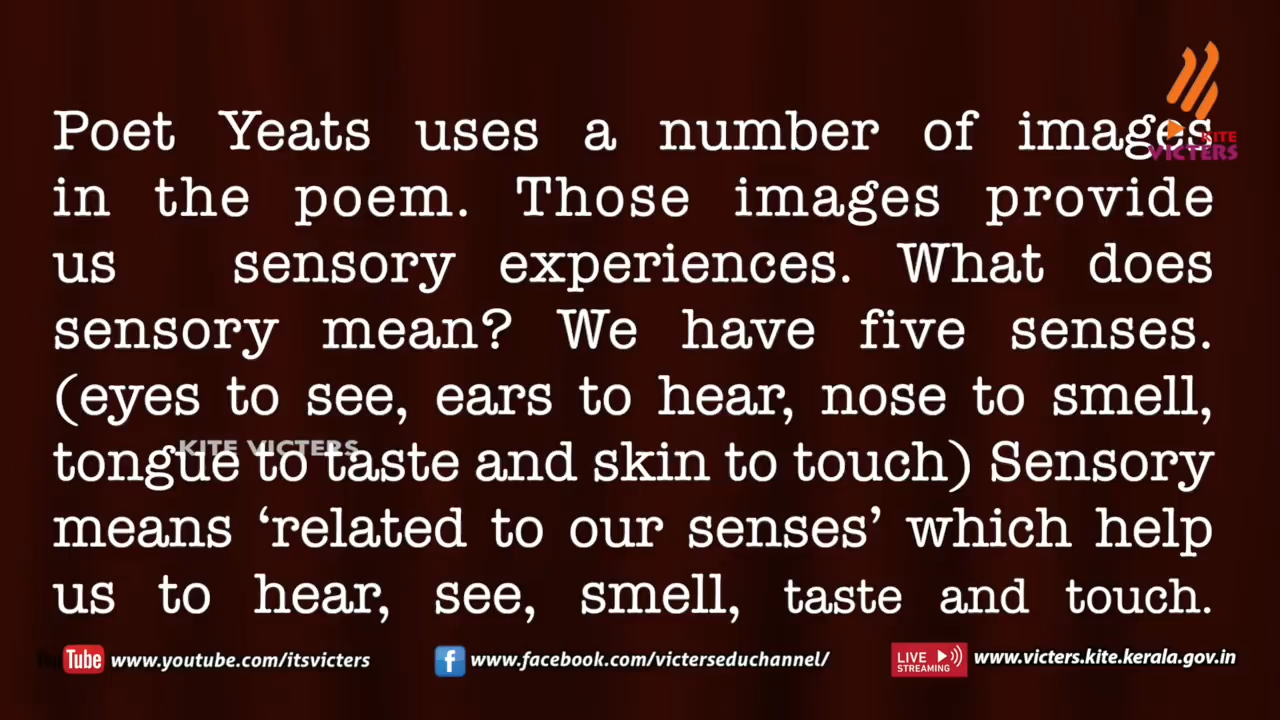 Poet Yeats uses a number of images
in the poem. Those images provide
us sensory experiences. What does
sensory mean? We have five senses.
(eyes to see, ears to hear, nose to smell,
tongue to taste and skin to touch) Sensory
means ‘related to our senses’ which help
us to hear, see, smell, taste and touch.
KITE
VICTERS
KITE VICTERS
You Tube www.youtube.com/itsvicters
f www.facebook.com/victerseduchannel/
LIVE
STREAMING
www.victers.kite.kerala.gov.in